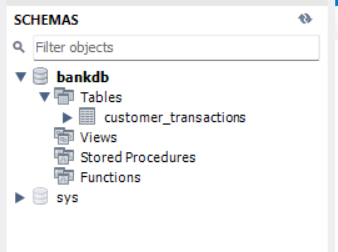 SCHEMAS
Filter objects
bankdb
Tables
customer_transactions
Views
Stored Procedures
Functions
sys